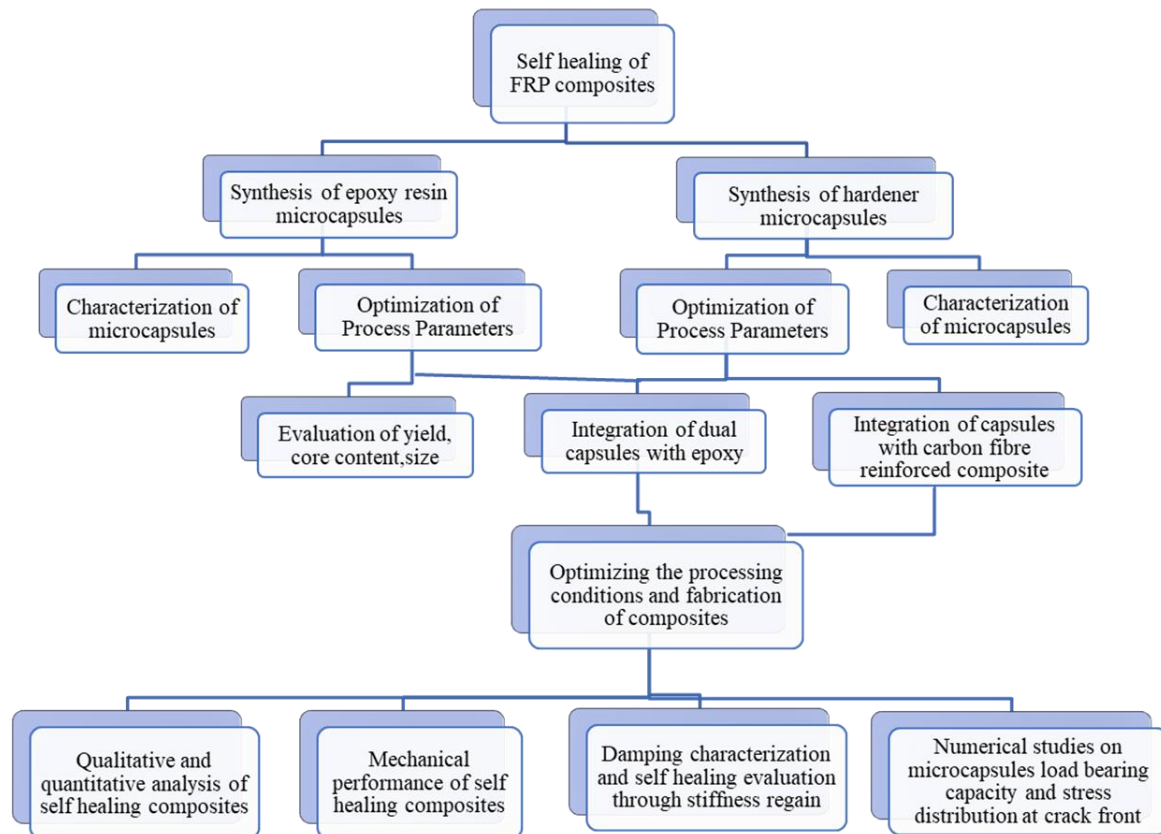 Self healing of
FRP composites
Synthesis of epoxy resin
microcapsules
Synthesis of hardener
microcapsules
Characterization of
microcapsules
Optimization of
Process Parameters
Optimization of
Process Parameters
Characterization
of microcapsules
Evaluation of yield,
core content,size
Integration of dual
capsules with epoxy
Integration of capsules
with carbon fibre
reinforced composite
Optimizing the processing
conditions and fabrication
of composites
Qualitative and
quantitative analysis of
self healing composites
Mechanical
performance of self
healing composites
Damping characterization
and self healing evaluation
through stiffness regain
Numerical studies on
microcapsules load bearing
capacity and stress
distribution at crack front